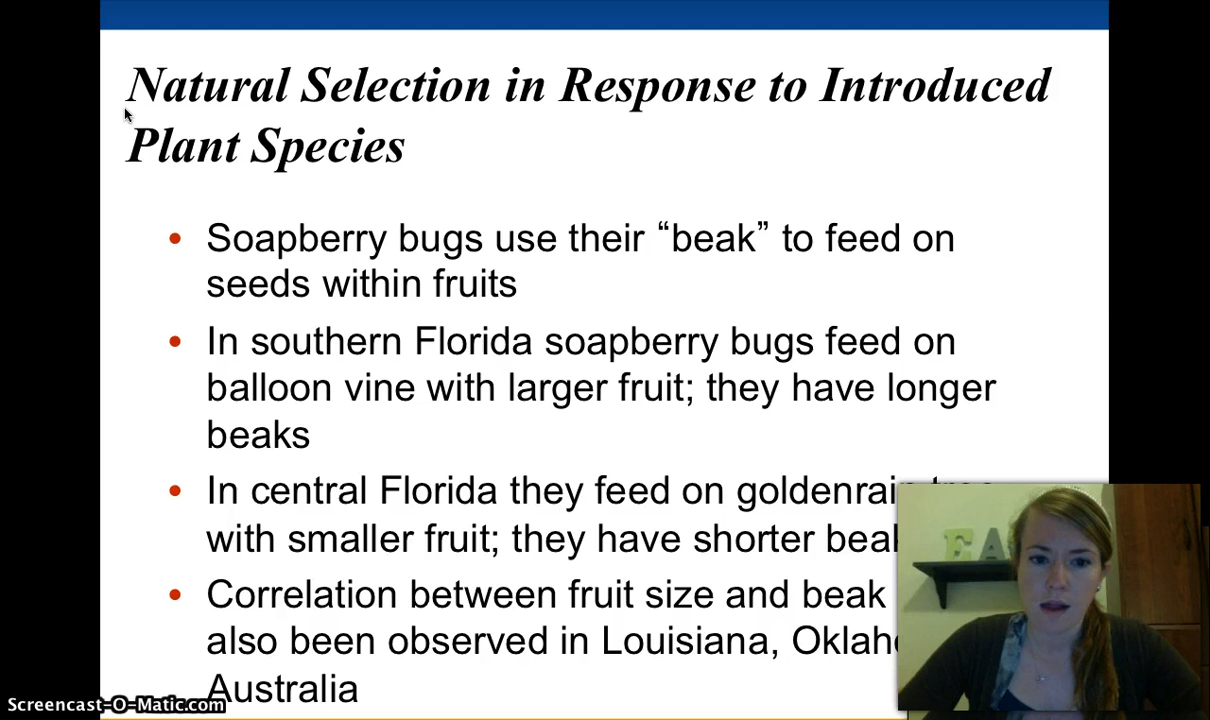 Natural Selection in Response to Introduced
Plant Species
• Soapberry bugs use their “beak” to feed on
seeds within fruits
• In southern Florida soapberry bugs feed on
balloon vine with larger fruit; they have longer
beaks
• In central Florida they feed on goldenrain tree
with smaller fruit; they have shorter
• Correlation between fruit size and beak
also been observed in Louisiana,
Australia
EA
Screencast-O-Matic.com